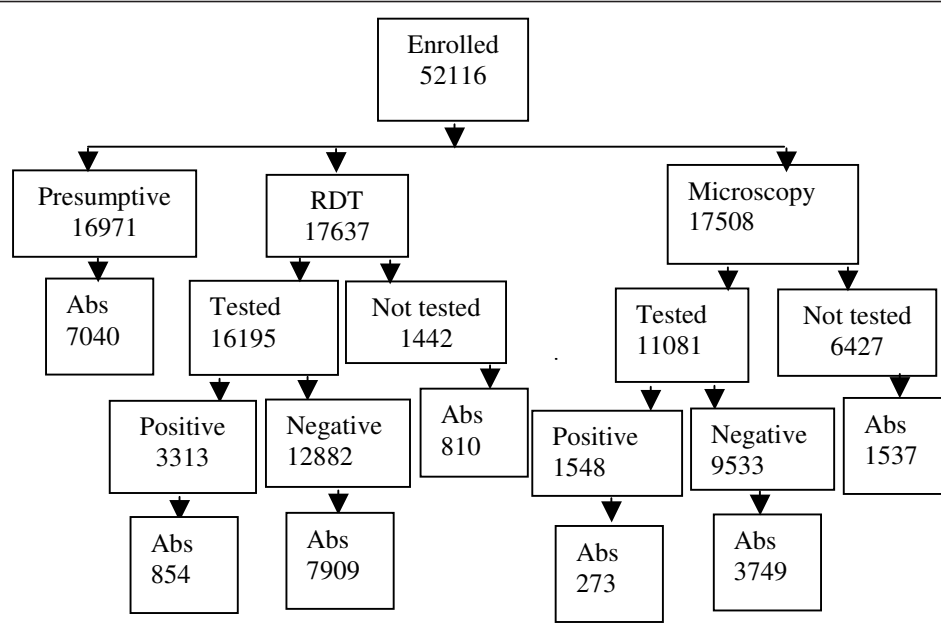 Enrolled
52116
Presumptive
16971
RDT
17637
Microscopy
17508
Abs
7040
Tested
16195
Not tested
1442
Tested
11081
Not tested
6427
Positive
3313
Negative
12882
Abs
810
Positive
1548
Negative
9533
Abs
1537
Abs
854
Abs
7909
Abs
273
Abs
3749